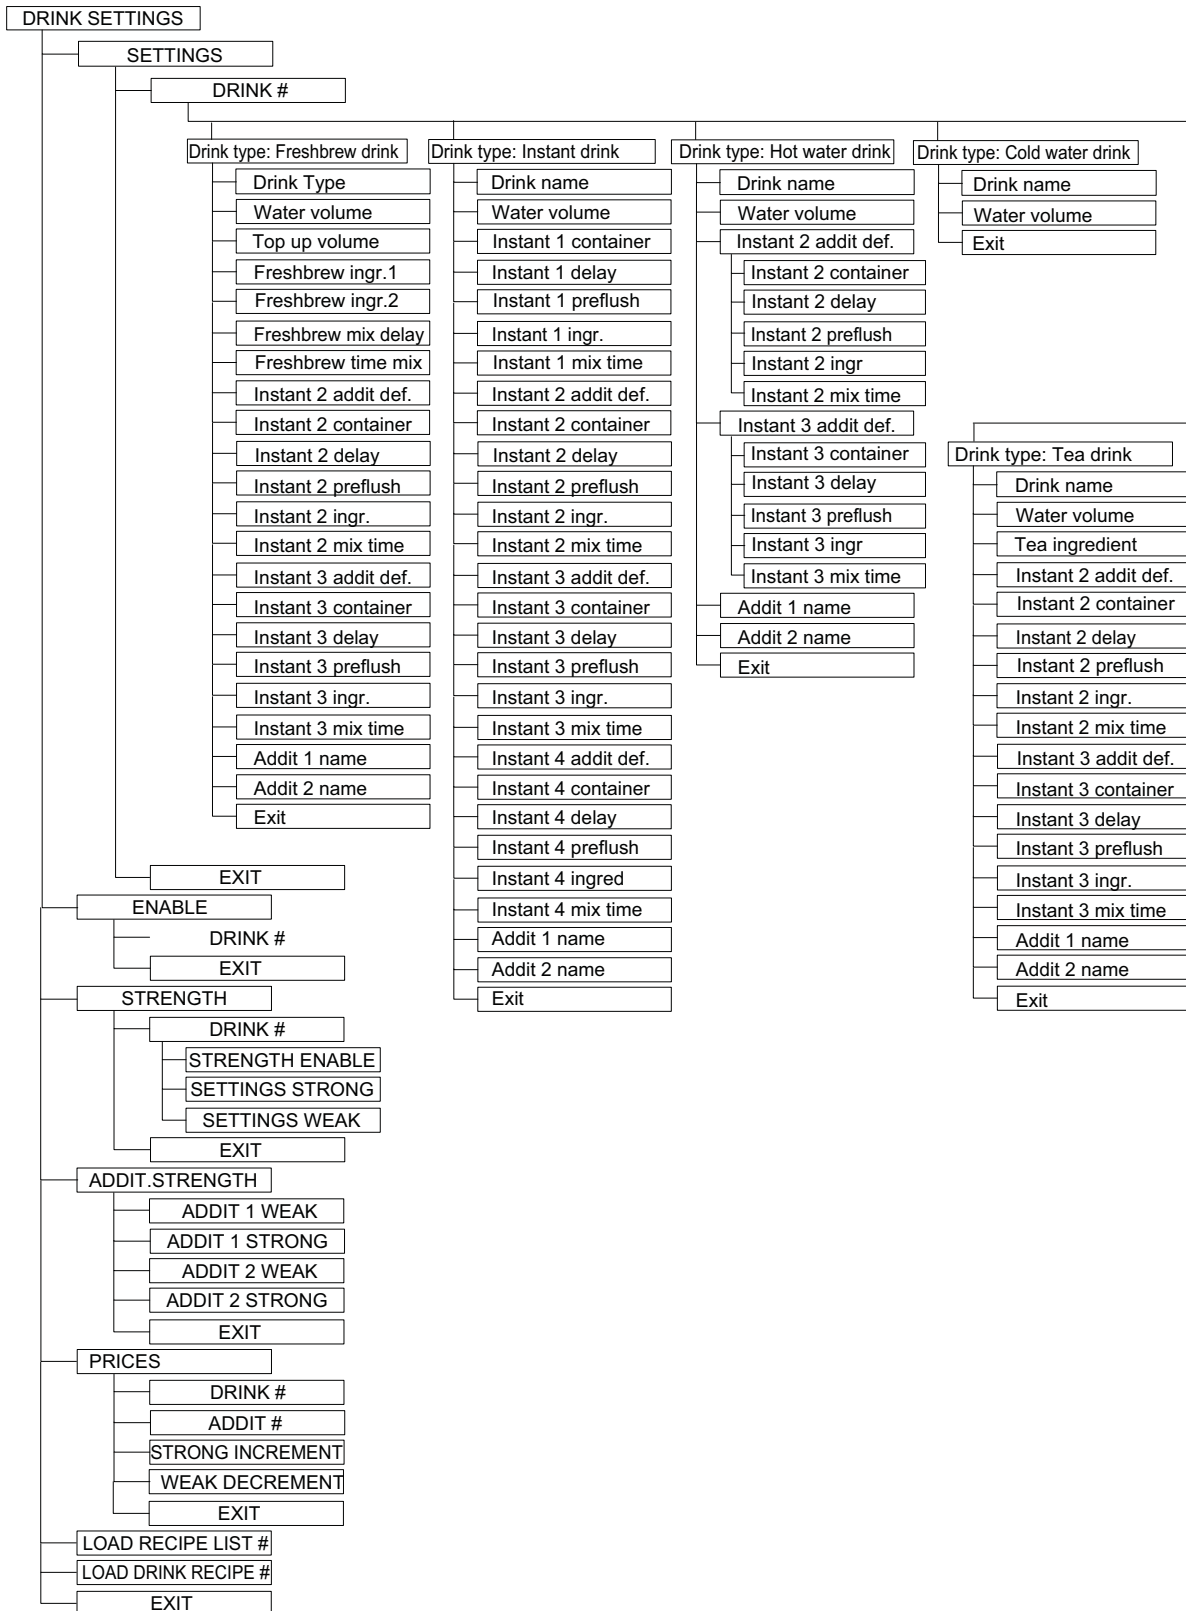 DRINK SETTINGS
SETTINGS
DRINK #
Drink type: Freshbrew drink
Drink Type
Water volume
Top up volume
Freshbrew ingr.1
Freshbrew ingr.2
Freshbrew mix delay
Freshbrew time mix
Instant 2 addit def.
Instant 2 container
Instant 2 delay
Instant 2 preflush
Instant 2 ingr.
Instant 2 mix time
Instant 3 addit def.
Instant 3 container
Instant 3 delay
Instant 3 preflush
Instant 3 ingr.
Instant 3 mix time
Addit 1 name
Addit 2 name
Exit
Drink type: Instant drink
Drink name
Water volume
Instant 1 container
Instant 1 delay
Instant 1 preflush
Instant 1 ingr.
Instant 1 mix time
Instant 2 addit def.
Instant 2 container
Instant 2 delay
Instant 2 preflush
Instant 2 ingr.
Instant 2 mix time
Instant 3 addit def.
Instant 3 container
Instant 3 delay
Instant 3 preflush
Instant 3 ingr.
Instant 3 mix time
Instant 4 addit def.
Instant 4 container
Instant 4 delay
Instant 4 preflush
Instant 4 ingred
Instant 4 mix time
Addit 1 name
Addit 2 name
Exit
Drink type: Hot water drink
Drink name
Water volume
Instant 2 addit def.
Instant 2 container
Instant 2 delay
Instant 2 preflush
Instant 2 ingr
Instant 2 mix time
Instant 3 addit def.
Instant 3 container
Instant 3 delay
Instant 3 preflush
Instant 3 ingr
Instant 3 mix time
Addit 1 name
Addit 2 name
Exit
Drink type: Cold water drink
Drink name
Water volume
Exit
Drink type: Tea drink
Drink name
Water volume
Tea ingredient
Instant 2 addit def.
Instant 2 container
Instant 2 delay
Instant 2 preflush
Instant 2 ingr.
Instant 2 mix time
Instant 3 addit def.
Instant 3 container
Instant 3 delay
Instant 3 preflush
Instant 3 ingr.
Instant 3 mix time
Addit 1 name
Addit 2 name
Exit
EXIT
ENABLE
DRINK #
EXIT
STRENGTH
DRINK #
STRENGTH ENABLE
SETTINGS STRONG
SETTINGS WEAK
EXIT
ADDIT.STRENGTH
ADDIT 1 WEAK
ADDIT 1 STRONG
ADDIT 2 WEAK
ADDIT 2 STRONG
EXIT
PRICES
DRINK #
ADDIT #
STRONG INCREMENT
WEAK DECREMENT
EXIT
LOAD RECIPE LIST #
LOAD DRINK RECIPE #
EXIT